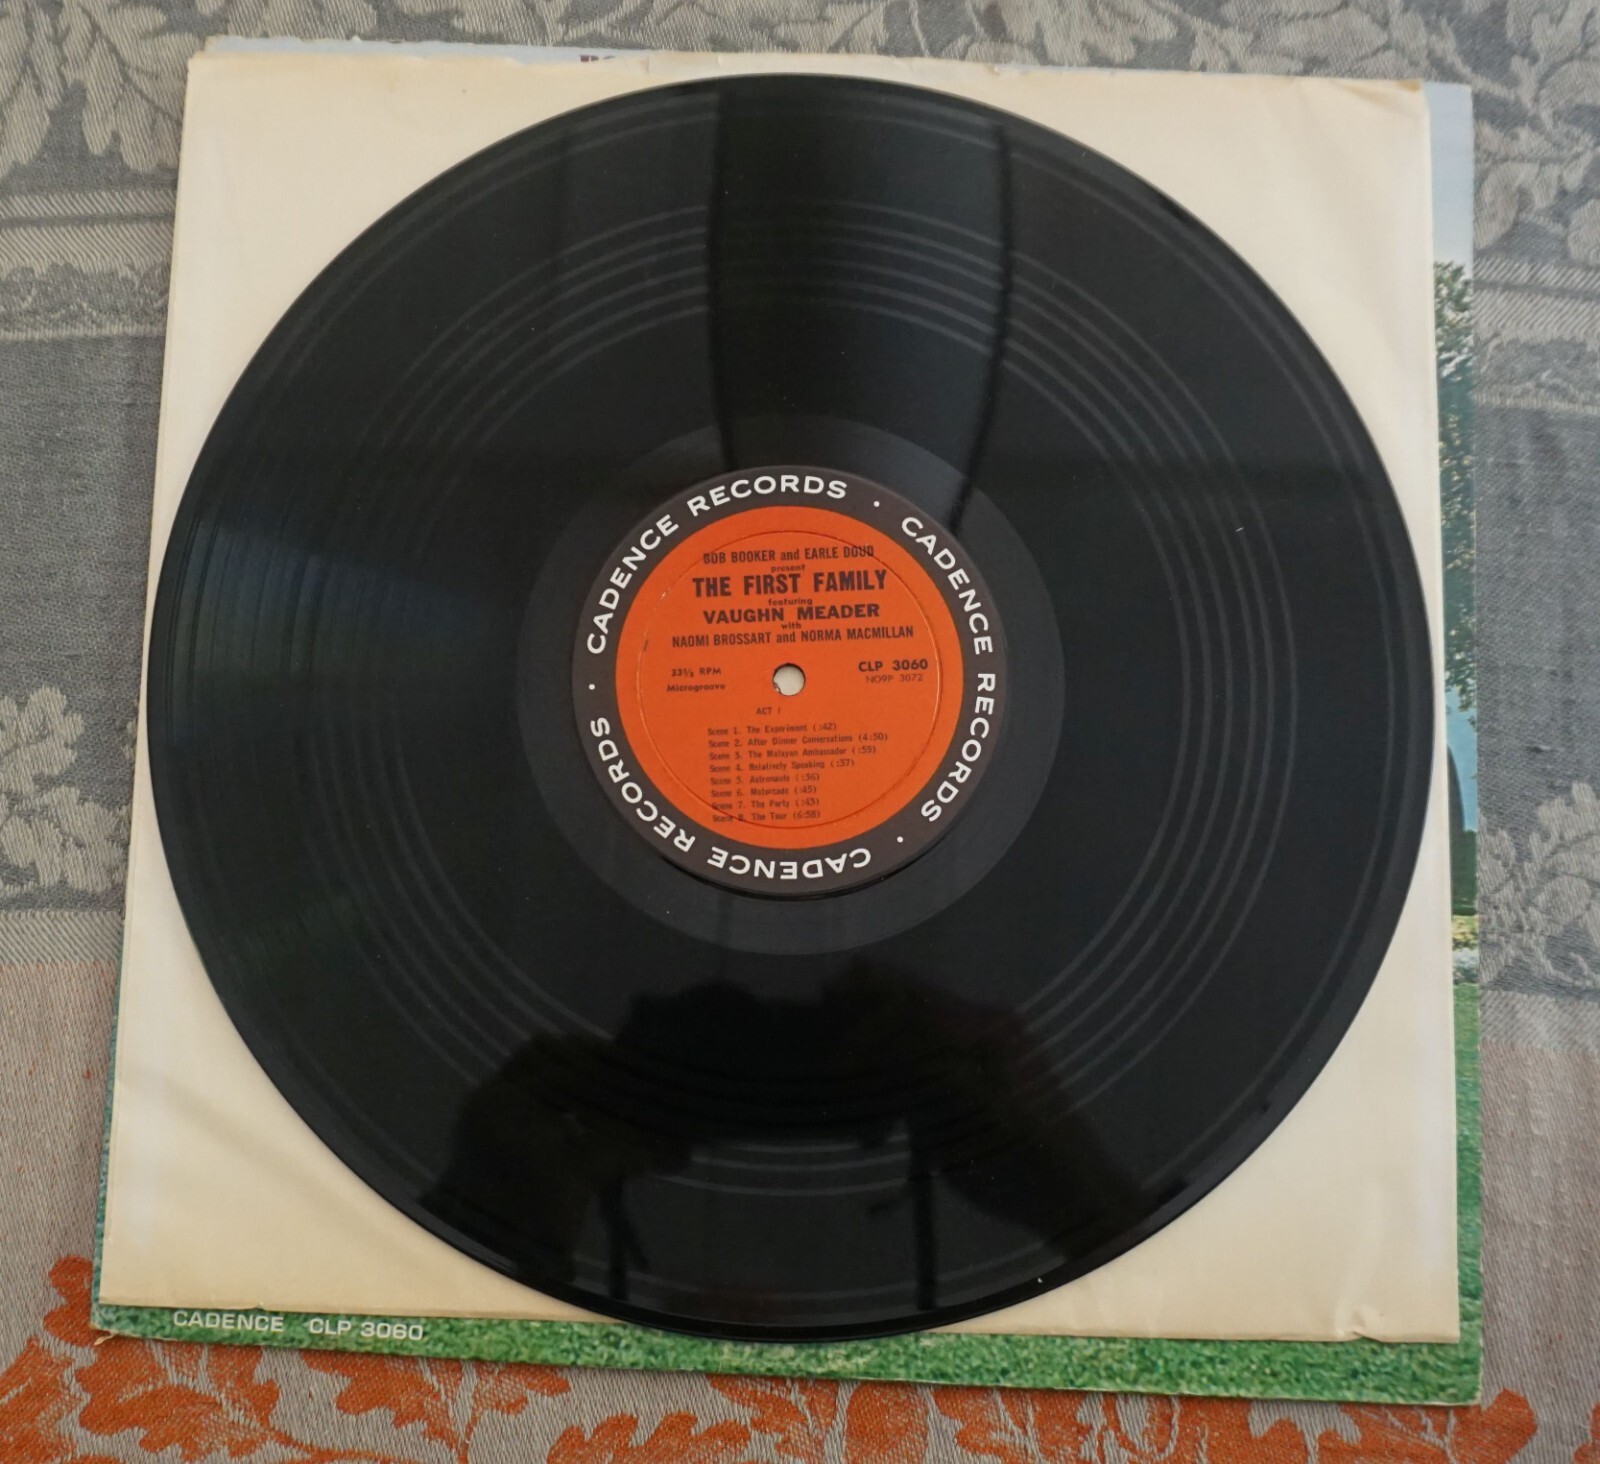 CADENCE RECORDS · CADENCE RECORDS · CADENCE RECORDS ·
BOB BOOKER and EARLE DOUD
present
THE FIRST FAMILY
featuring
VAUGHN MEADER
with
NAOMI BROSSART and NORMA MACMILLAN
33⅓ RPM
Microgroove
CLP 3060
NO9P 3072
ACT I
Scene 1. The Experiment (:42)
Scene 2. After Dinner Conversations (4:50)
Scene 3. The Malayan Ambassador (:55)
Scene 4. Relatively Speaking (:37)
Scene 5. Astronauts (:36)
Scene 6. Motorcade (:45)
Scene 7. The Party (:43)
Scene 8. The Tour (6:58)
CADENCE CLP 3060